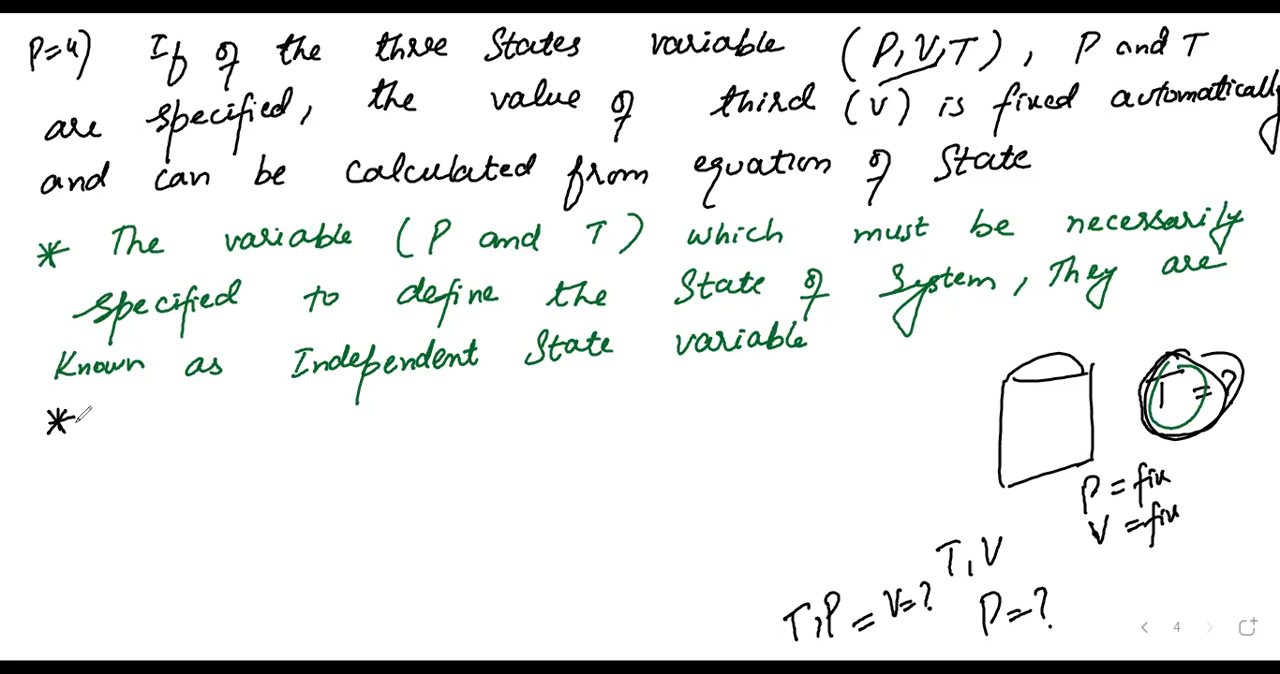 P=4) If of the three States variable (P,V,T), P and T
are specified, the value of third (V) is fixed automatically
and can be calculated from equation of State
* The variable (P and T) which must be necessarily
specified to define the State of System, They are
Known as Independent State variable
*
T = ?
P = fix
V = fix
T,V
T,P = V=? P=?
4